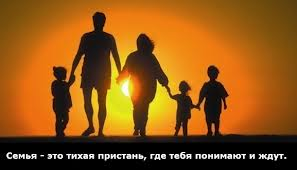 Семья - это тихая пристань, где тебя понимают и ждут.